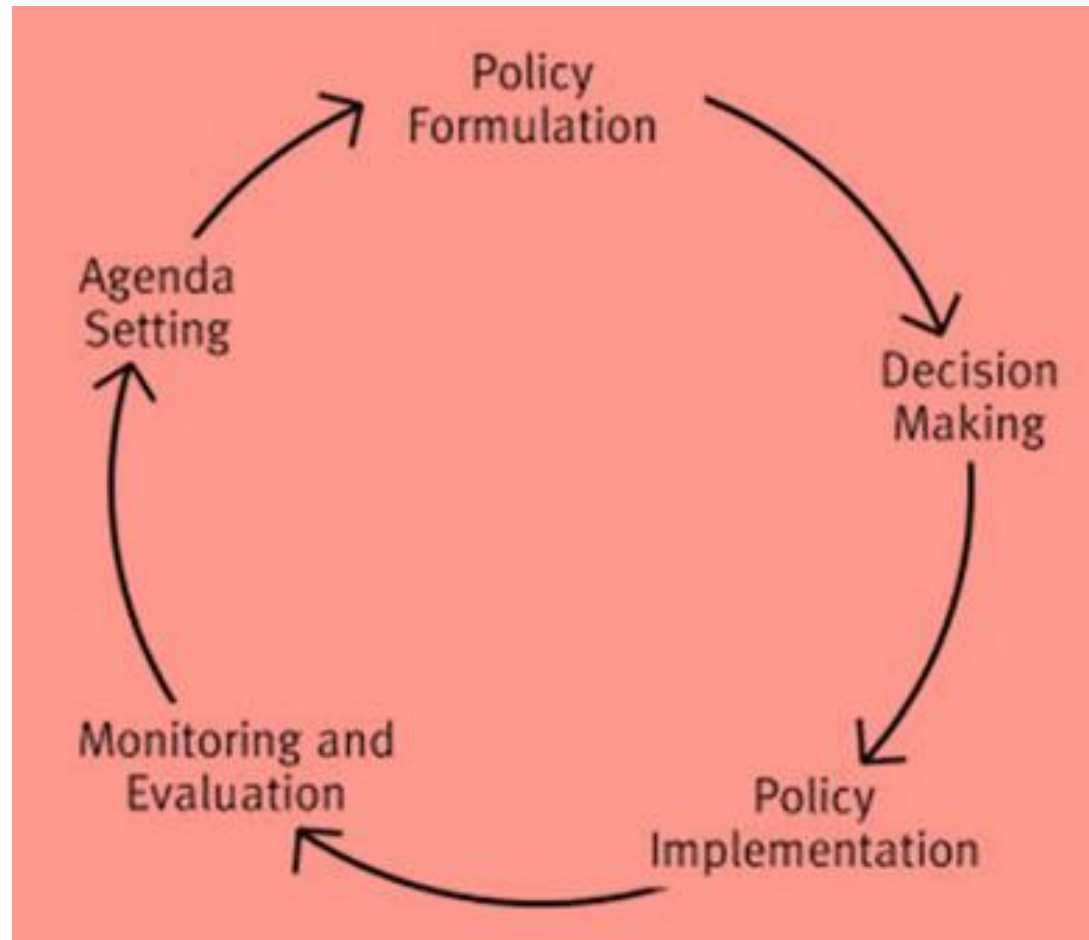 Policy
Formulation
Agenda
Setting
Decision
Making
Monitoring and
Evaluation
Policy
Implementation